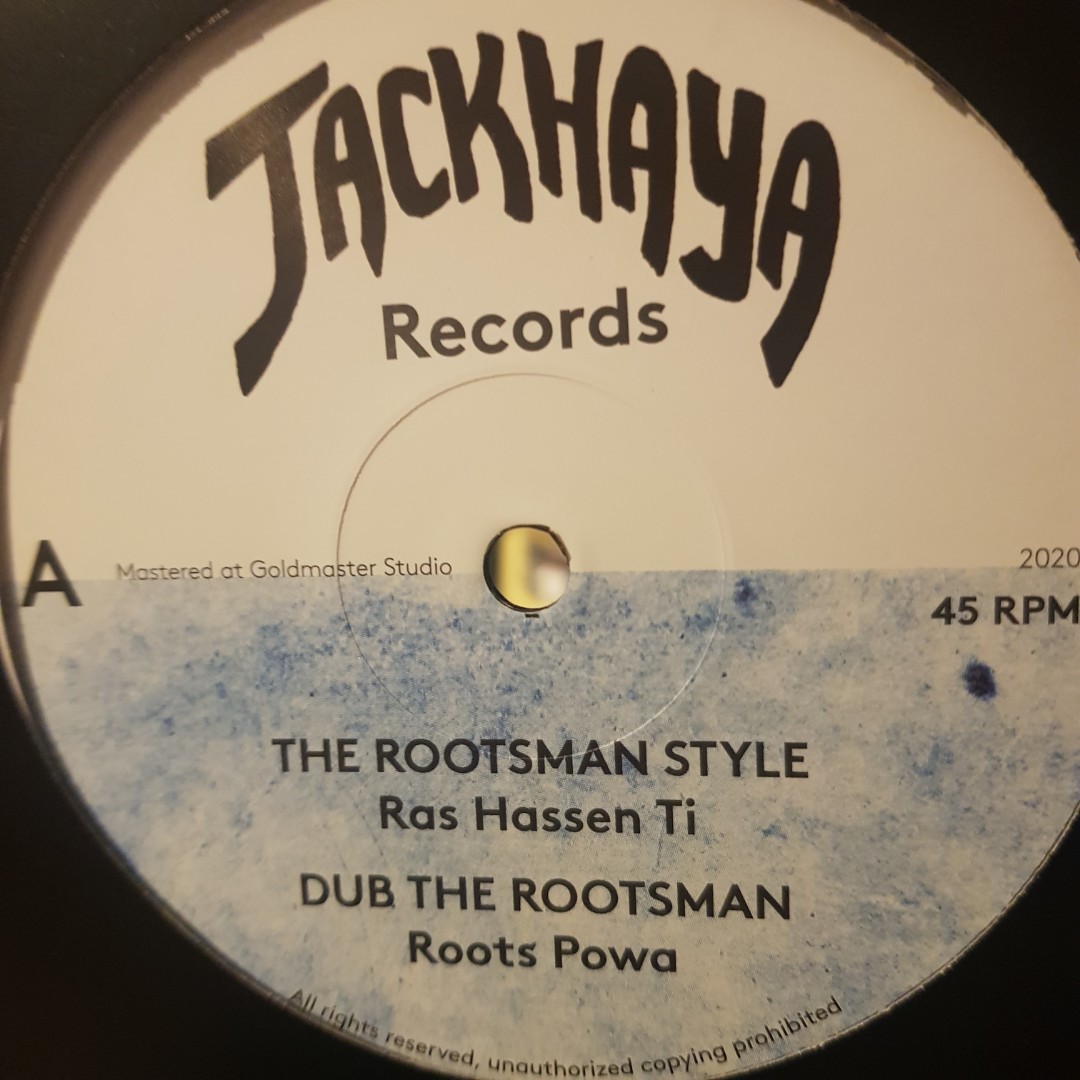 JACKHAYA
Records
A
Mastered at Goldmaster Studio
2020
45 RPM
THE ROOTSMAN STYLE
Ras Hassen Ti
DUB THE ROOTSMAN
Roots Powa
All rights reserved, unauthorized copying prohibited